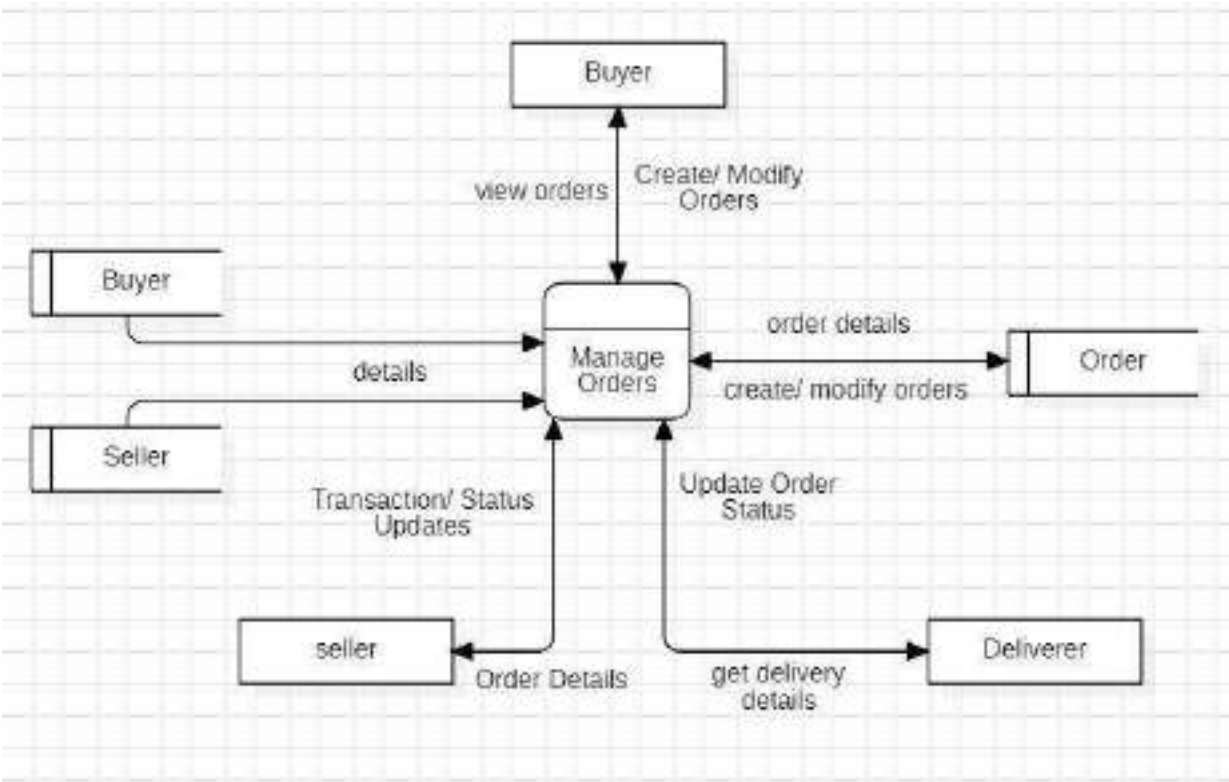 Buyer
view orders
Create/ Modify
Orders
Buyer
details
Seller
Manage
Orders
order details
create/ modify orders
Order
Transaction/ Status
Updates
Update Order
Status
seller
Order Details
get delivery
details
Deliverer